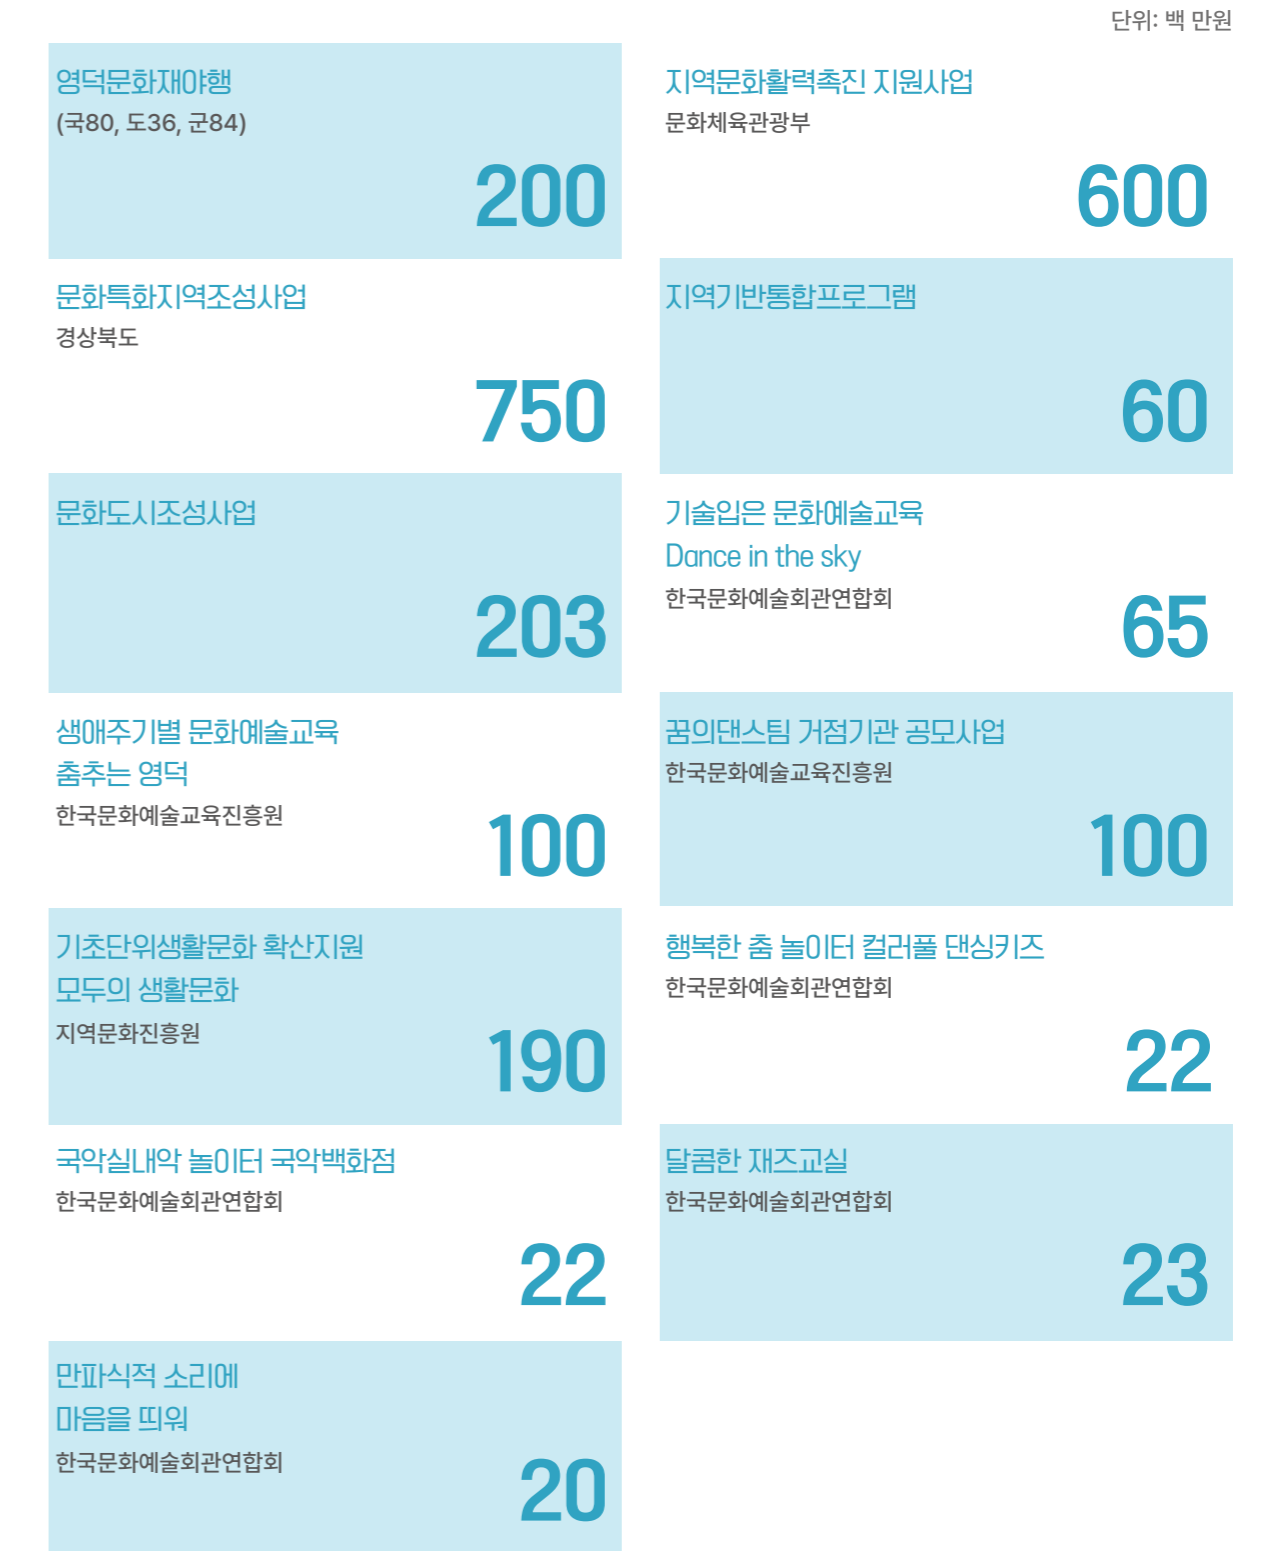 단위: 백 만원
영덕문화재야행
(국80, 도36, 군84)
200
지역문화활력촉진 지원사업
문화체육관광부
600
문화특화지역조성사업
경상북도
750
지역기반통합프로그램
60
문화도시조성사업
203
기술입은 문화예술교육
Dance in the sky
한국문화예술회관연합회
65
생애주기별 문화예술교육
춤추는 영덕
한국문화예술교육진흥원
100
꿈의댄스팀 거점기관 공모사업
한국문화예술교육진흥원
100
기초단위생활문화 확산지원
모두의 생활문화
지역문화진흥원
190
행복한 춤 놀이터 컬러풀 댄싱키즈
한국문화예술회관연합회
22
국악실내악 놀이터 국악백화점
한국문화예술회관연합회
22
달콤한 재즈교실
한국문화예술회관연합회
23
만파식적 소리에
마음을 띄워
한국문화예술회관연합회
20